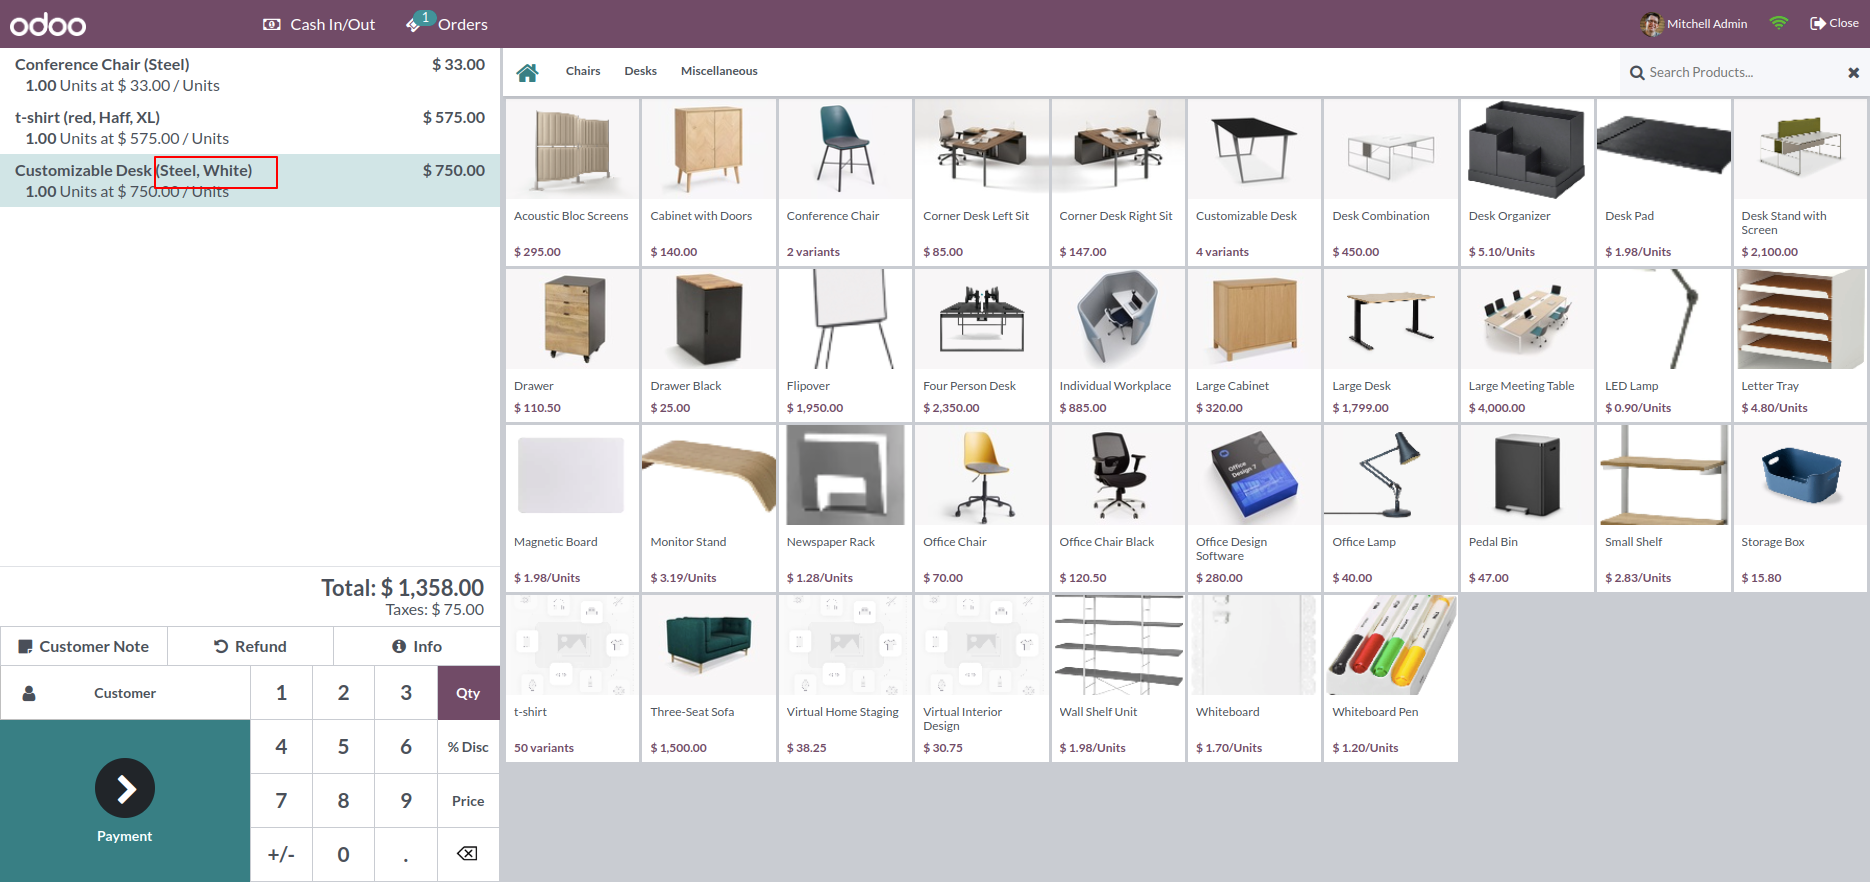 odoo
Cash In/Out
1
Orders
Mitchell Admin
Close
Conference Chair (Steel) $ 33.00
1.00 Units at $ 33.00 / Units
t-shirt (red, Haff, XL) $ 575.00
1.00 Units at $ 575.00 / Units
Customizable Desk (Steel, White) $ 750.00
1.00 Units at $ 750.00 / Units
Total: $ 1,358.00
Taxes: $ 75.00
Customer Note Refund Info
Customer 1 2 3 Qty
4 5 6 % Disc
7 8 9 Price
+/- 0 .
Payment
Chairs Desks Miscellaneous
Search Products...
Acoustic Bloc Screens
$ 295.00
Cabinet with Doors
$ 140.00
Conference Chair
2 variants
Corner Desk Left Sit
$ 85.00
Corner Desk Right Sit
$ 147.00
Customizable Desk
4 variants
Desk Combination
$ 450.00
Desk Organizer
$ 5.10/Units
Desk Pad
$ 1.98/Units
Desk Stand with
Screen
$ 2,100.00
Drawer
$ 110.50
Drawer Black
$ 25.00
Flipover
$ 1,950.00
Four Person Desk
$ 2,350.00
Individual Workplace
$ 885.00
Large Cabinet
$ 320.00
Large Desk
$ 1,799.00
Large Meeting Table
$ 4,000.00
LED Lamp
$ 0.90/Units
Letter Tray
$ 4.80/Units
Magnetic Board
$ 1.98/Units
Monitor Stand
$ 3.19/Units
Newspaper Rack
$ 1.28/Units
Office Chair
$ 70.00
Office Chair Black
$ 120.50
Office
Design 7
Office Design
Software
$ 280.00
Office Lamp
$ 40.00
Pedal Bin
$ 47.00
Small Shelf
$ 2.83/Units
Storage Box
$ 15.80
t-shirt
50 variants
Three-Seat Sofa
$ 1,500.00
Virtual Home Staging
$ 38.25
Virtual Interior
Design
$ 30.75
Wall Shelf Unit
$ 1.98/Units
Whiteboard
$ 1.70/Units
Whiteboard Pen
$ 1.20/Units